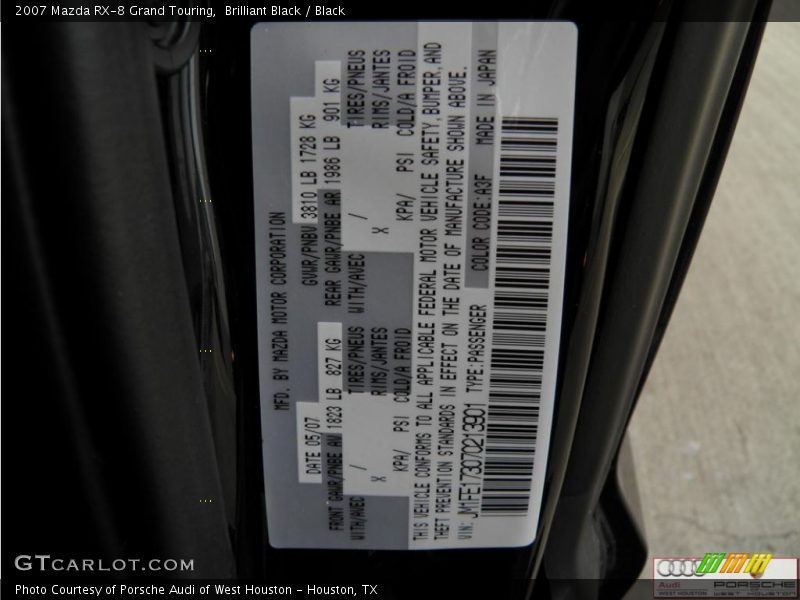 2007 Mazda RX-8 Grand Touring,  Brilliant Black / Black
MFD. BY MAZDA MOTOR CORPORATION
DATE 05/07 GVWR/PNBV 3810 LB 1728 KG
FRONT GAWR/PNBE AV 1823 LB 827 KG REAR GAWR/PNBE AR 1986 LB 901 KG
WITH/AVEC / TIRES/PNEUS WITH/AVEC / TIRES/PNEUS
X RIMS/JANTES X RIMS/JANTES
KPA/ PSI COLD/A FROID KPA/ PSI COLD/A FROID
THIS VEHICLE CONFORMS TO ALL APPLICABLE FEDERAL MOTOR VEHICLE SAFETY, BUMPER, AND
THEFT PREVENTION STANDARDS IN EFFECT ON THE DATE OF MANUFACTURE SHOWN ABOVE.
VIN: JM1FE173070213901 TYPE:PASSENGER COLOR CODE:A3F MADE IN JAPAN
GTCARLOT.COM
Photo Courtesy of Porsche Audi of West Houston - Houston, TX
Audi PORSCHE
WEST HOUSTON WEST HOUSTON